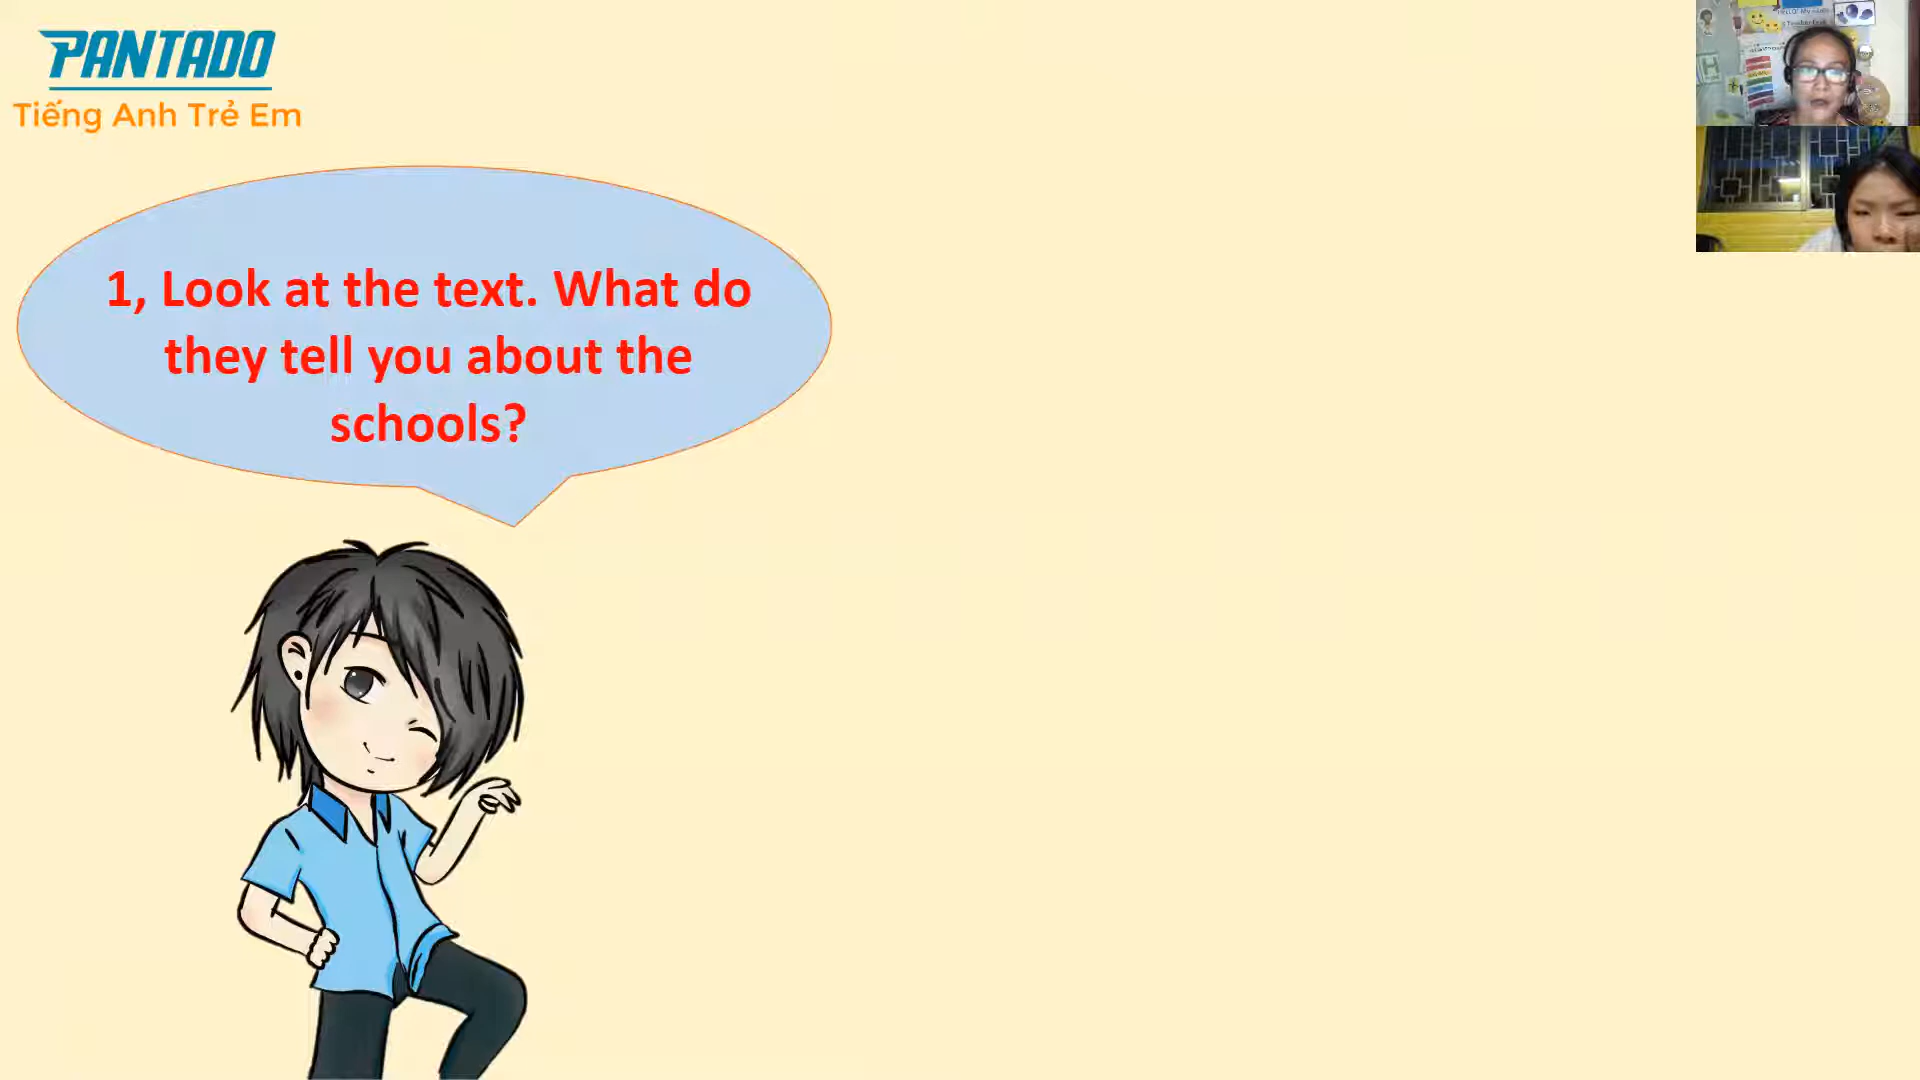 PANTADO
Tiếng Anh Trẻ Em
1, Look at the text. What do
they tell you about the
schools?